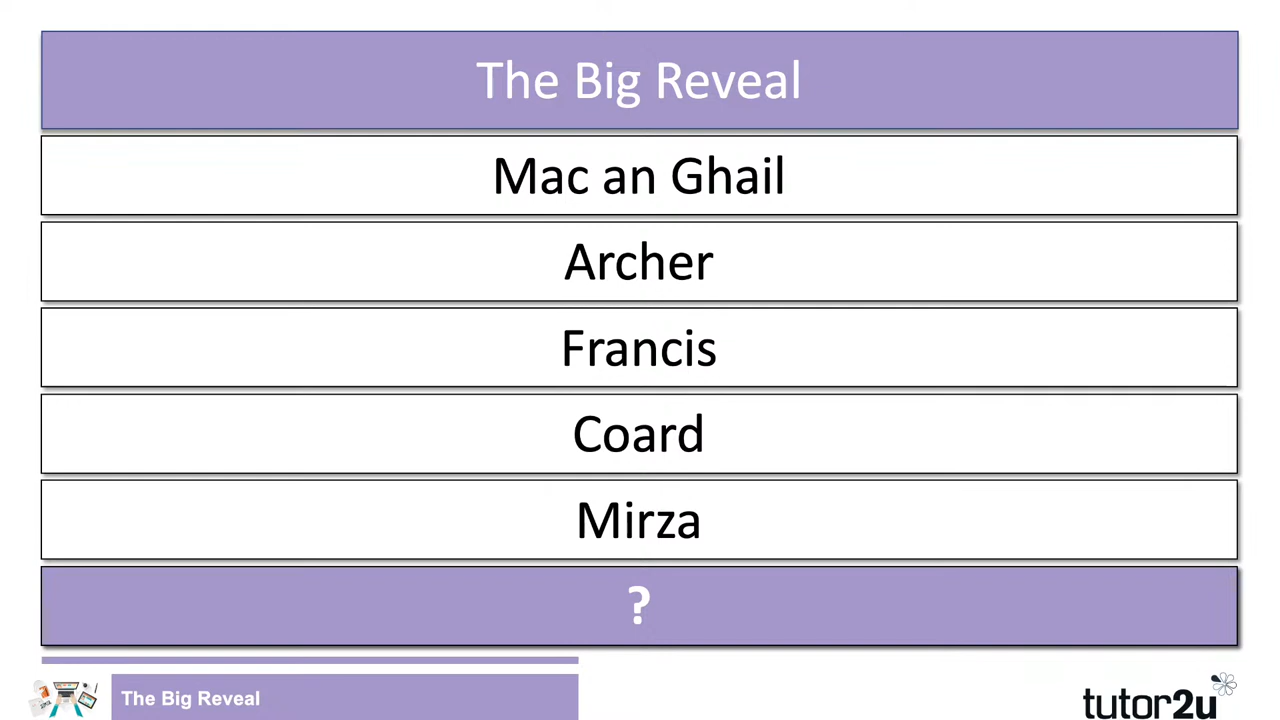 The Big Reveal
Mac an Ghail
Archer
Francis
Coard
Mirza
?
The Big Reveal
tutor2u